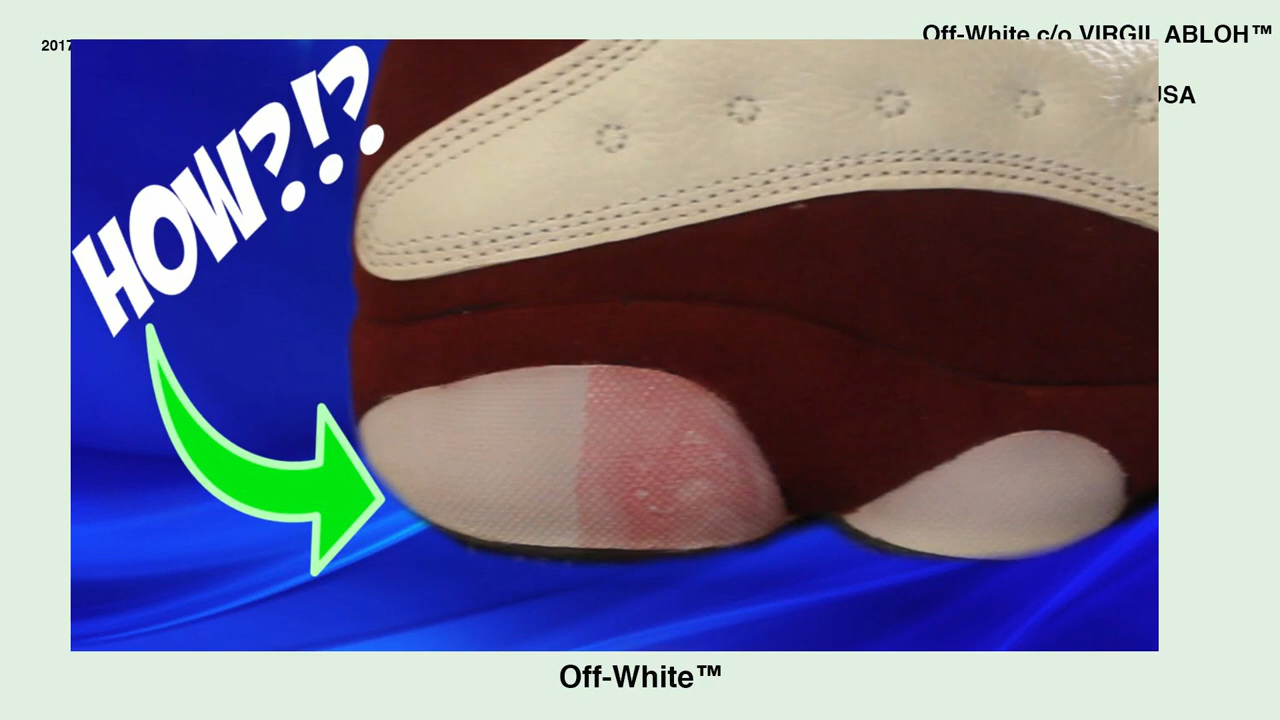 2017
Off-White c/o VIRGIL ABLOH™
USA
HOW?!?
Off-White™